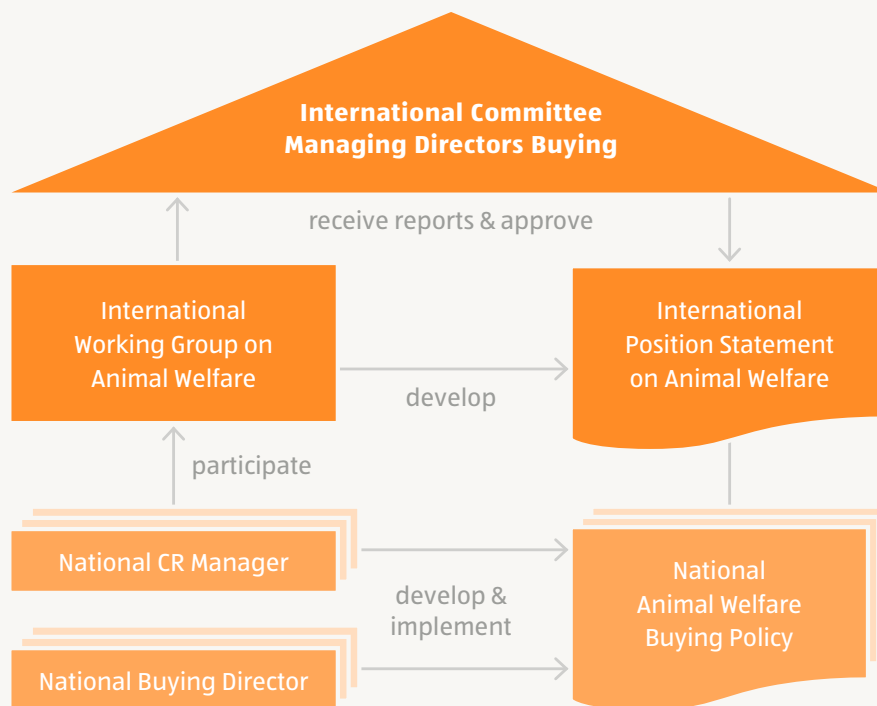 International Committee
Managing Directors Buying
receive reports & approve
International
Working Group on
Animal Welfare
develop
International
Position Statement
on Animal Welfare
participate
National CR Manager
develop &
implement
National Buying Director
National
Animal Welfare
Buying Policy